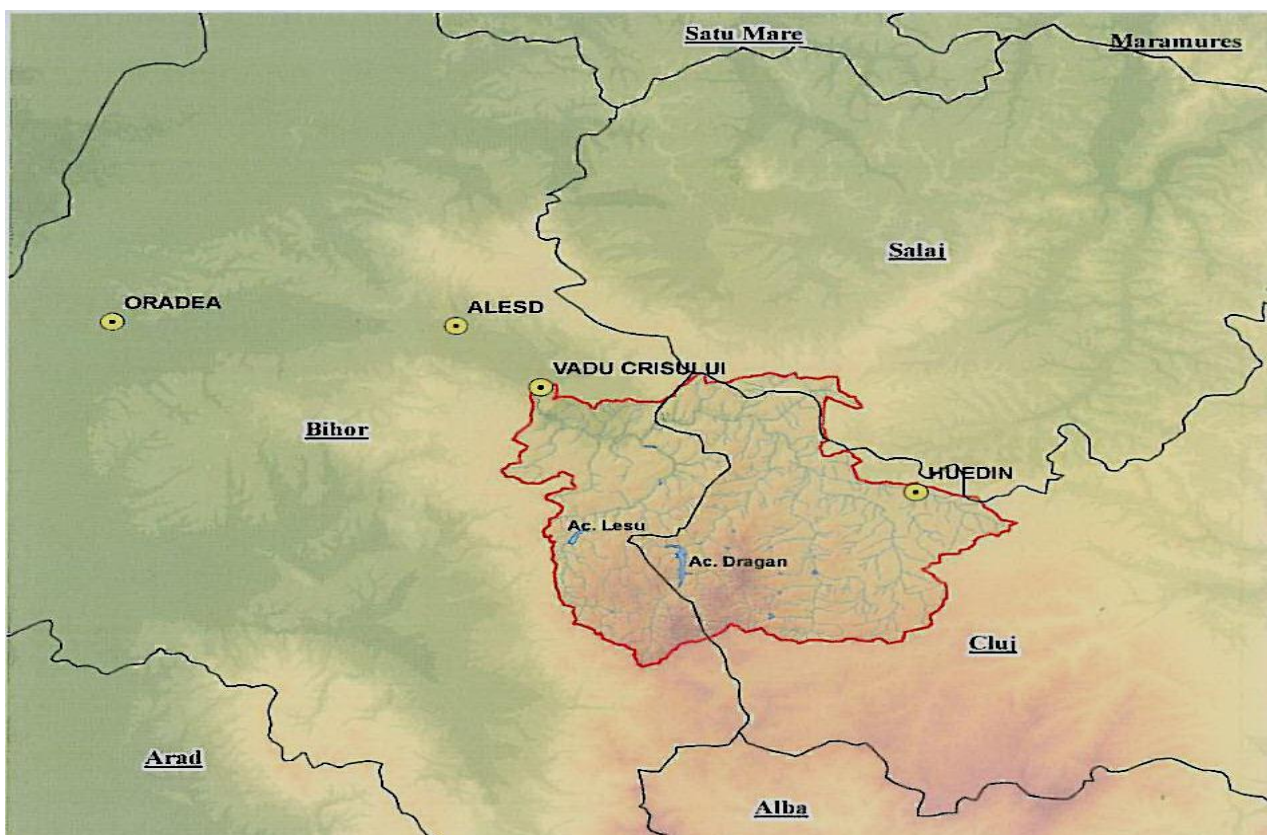 Satu Mare
Maramures
Salaj
ORADEA
ALESD
VADU CRISULUI
Bihor
HUEDIN
Ac. Lesu
Ac. Dragan
Cluj
Arad
Alba